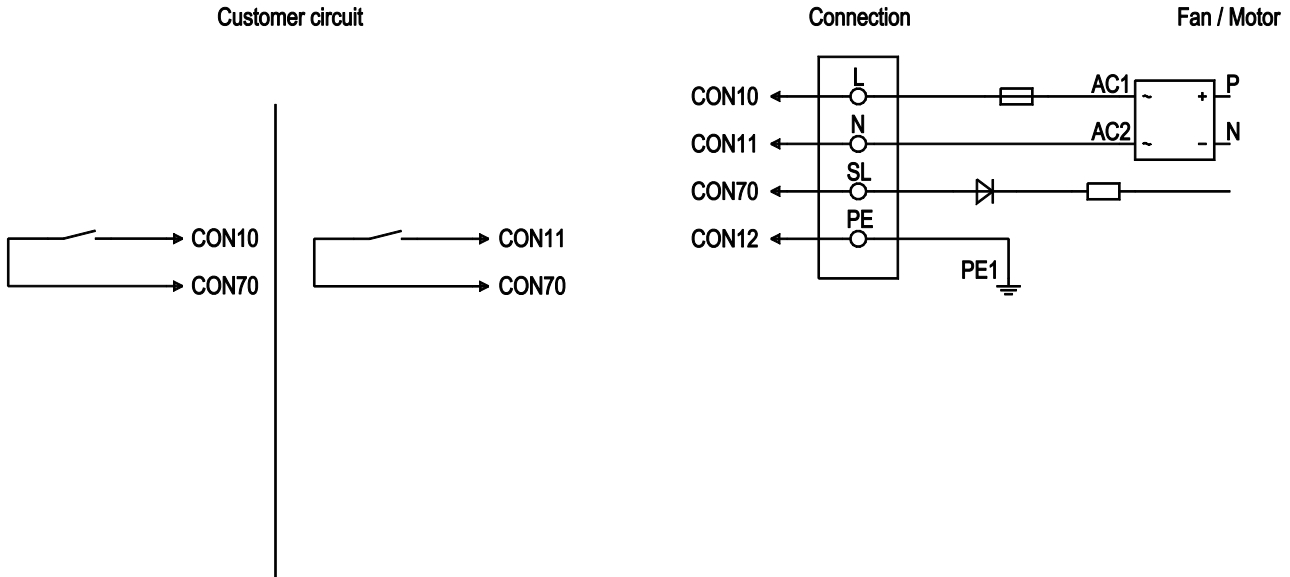 Customer circuit
Connection
Fan / Motor
L
CON10
AC1
~
+
P
N
CON11
AC2
~
−
N
SL
CON70
PE
CON12
PE1
CON10
CON11
CON70
CON70